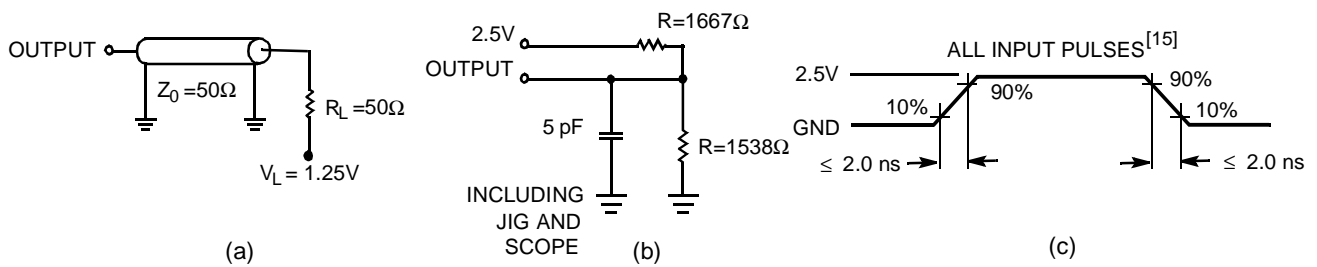 OUTPUT
Z0 =50Ω
RL = 50Ω
VL = 1.25V
(a)
R=1667Ω
2.5V
OUTPUT
5 pF
R=1538Ω
INCLUDING
JIG AND
SCOPE
(b)
ALL INPUT PULSES[15]
2.5V
GND
10%
90%
90%
10%
≤ 2.0 ns
≤ 2.0 ns
(c)